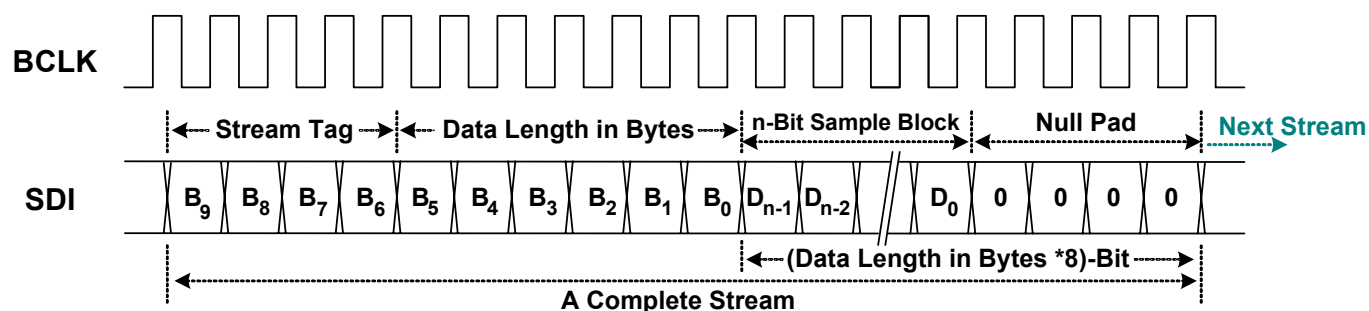 BCLK
Stream Tag Data Length in Bytes n-Bit Sample Block Null Pad Next Stream
SDI B9 B8 B7 B6 B5 B4 B3 B2 B1 B0 Dn-1 Dn-2 D0 0 0 0 0
(Data Length in Bytes *8)-Bit
A Complete Stream